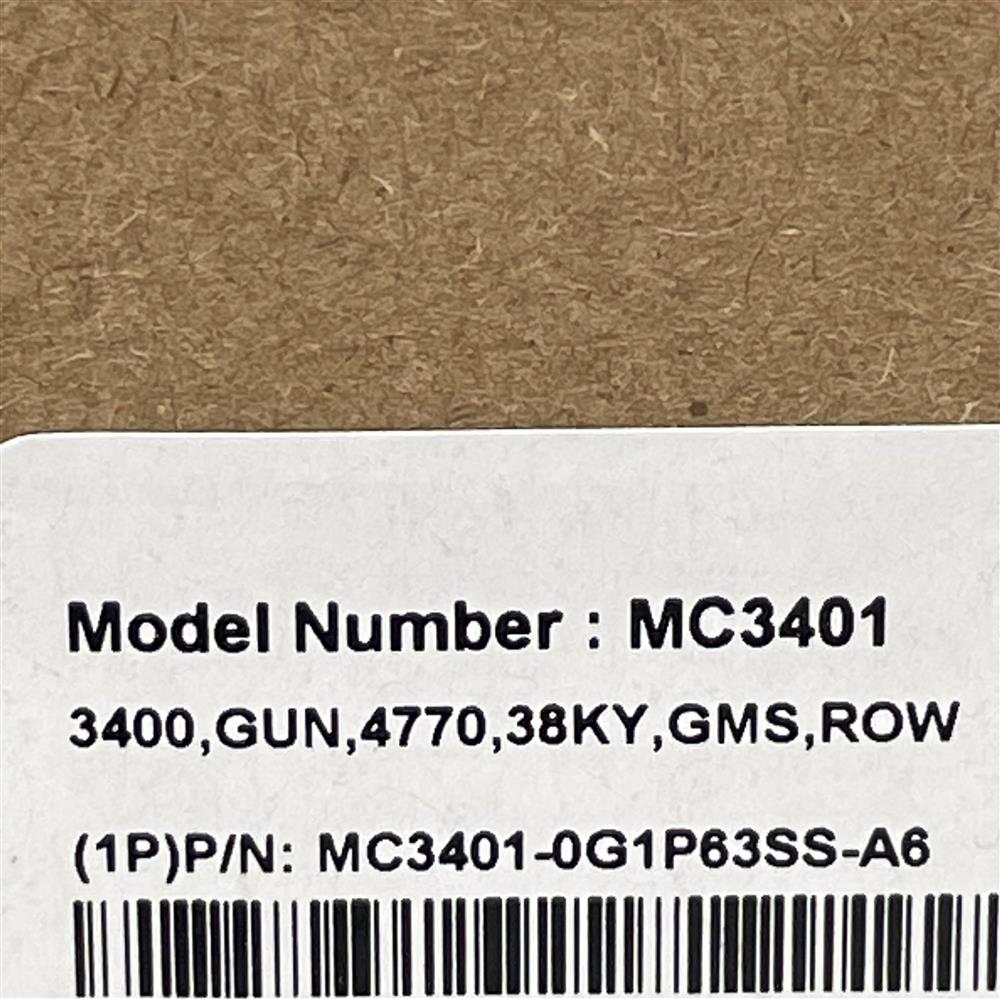 Model Number : MC3401
3400,GUN,4770,38KY,GMS,ROW
(1P)P/N: MC3401-0G1P63SS-A6